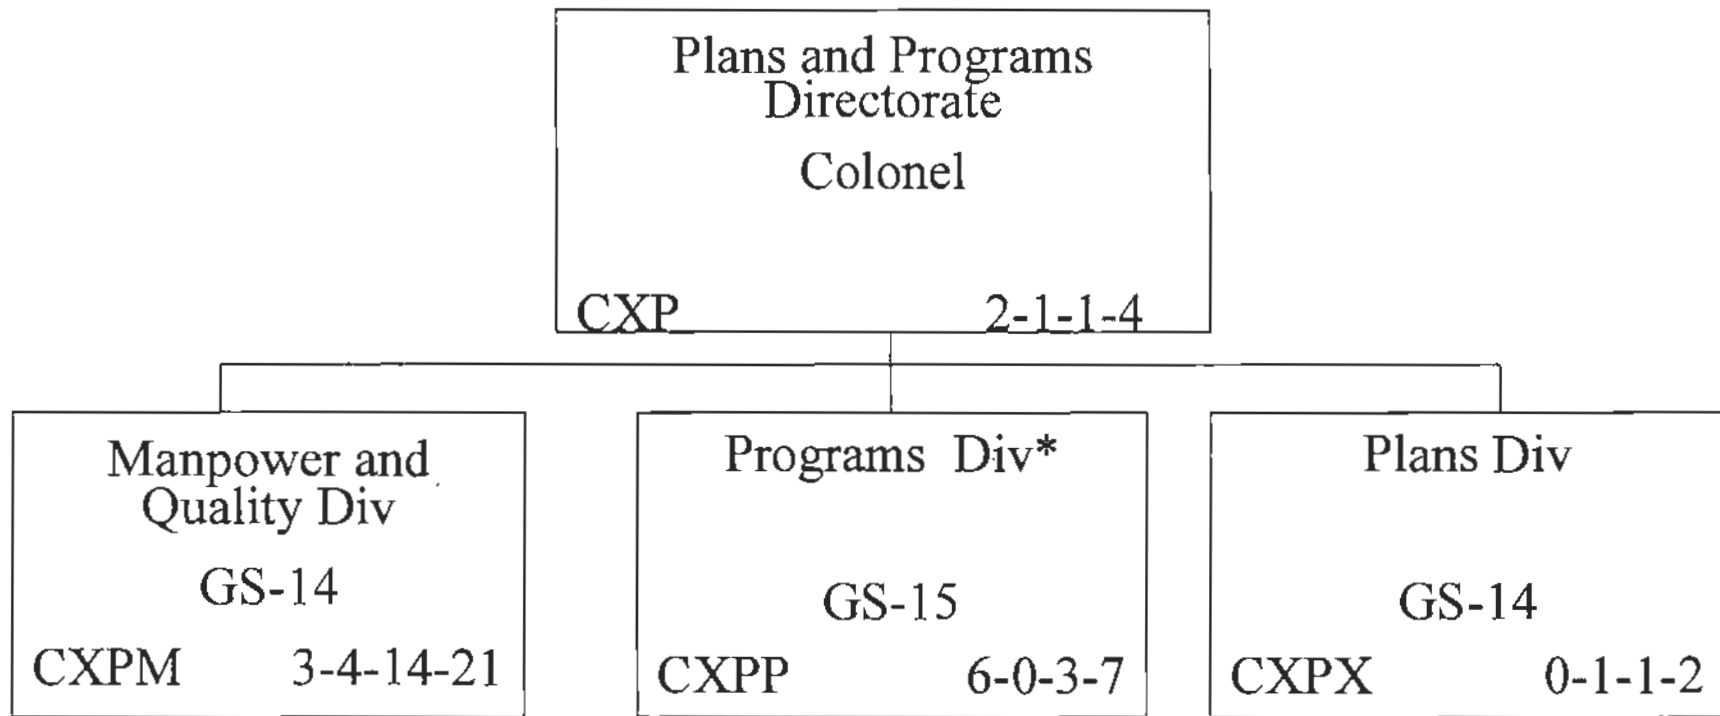 Plans and Programs
Directorate
Colonel
CXP 2-1-1-4
Manpower and
Quality Div
GS-14
CXPM 3-4-14-21
Programs Div*
GS-15
CXPP 6-0-3-7
Plans Div
GS-14
CXPX 0-1-1-2